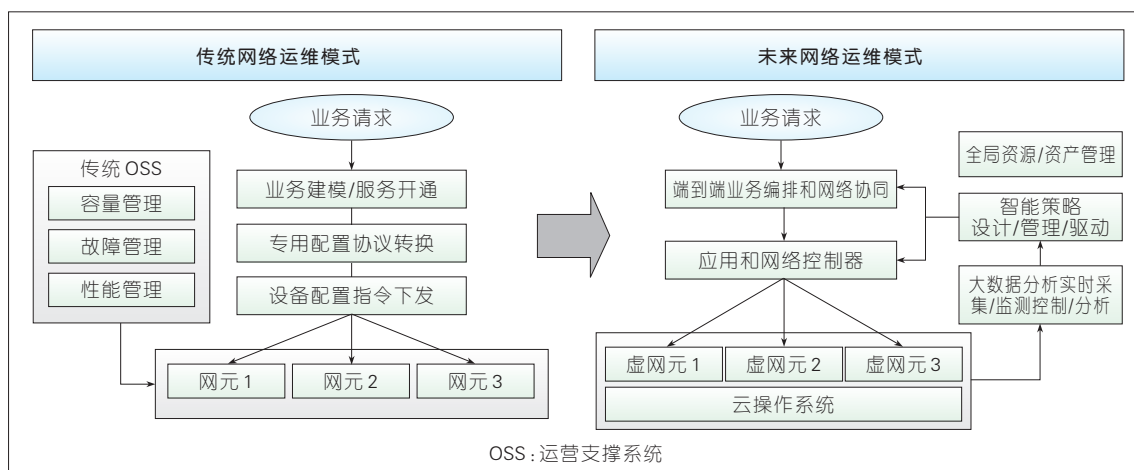 传统网络运维模式
业务请求
传统 OSS
容量管理
故障管理
性能管理
业务建模/服务开通
专用配置协议转换
设备配置指令下发
网元 1
网元 2
网元 3
未来网络运维模式
业务请求
全局资源/资产管理
端到端业务编排和网络协同
智能策略
设计/管理/驱动
应用和网络控制器
大数据分析实时采
集/监测控制/分析
虚网元 1
虚网元 2
虚网元 3
云操作系统
OSS:运营支撑系统